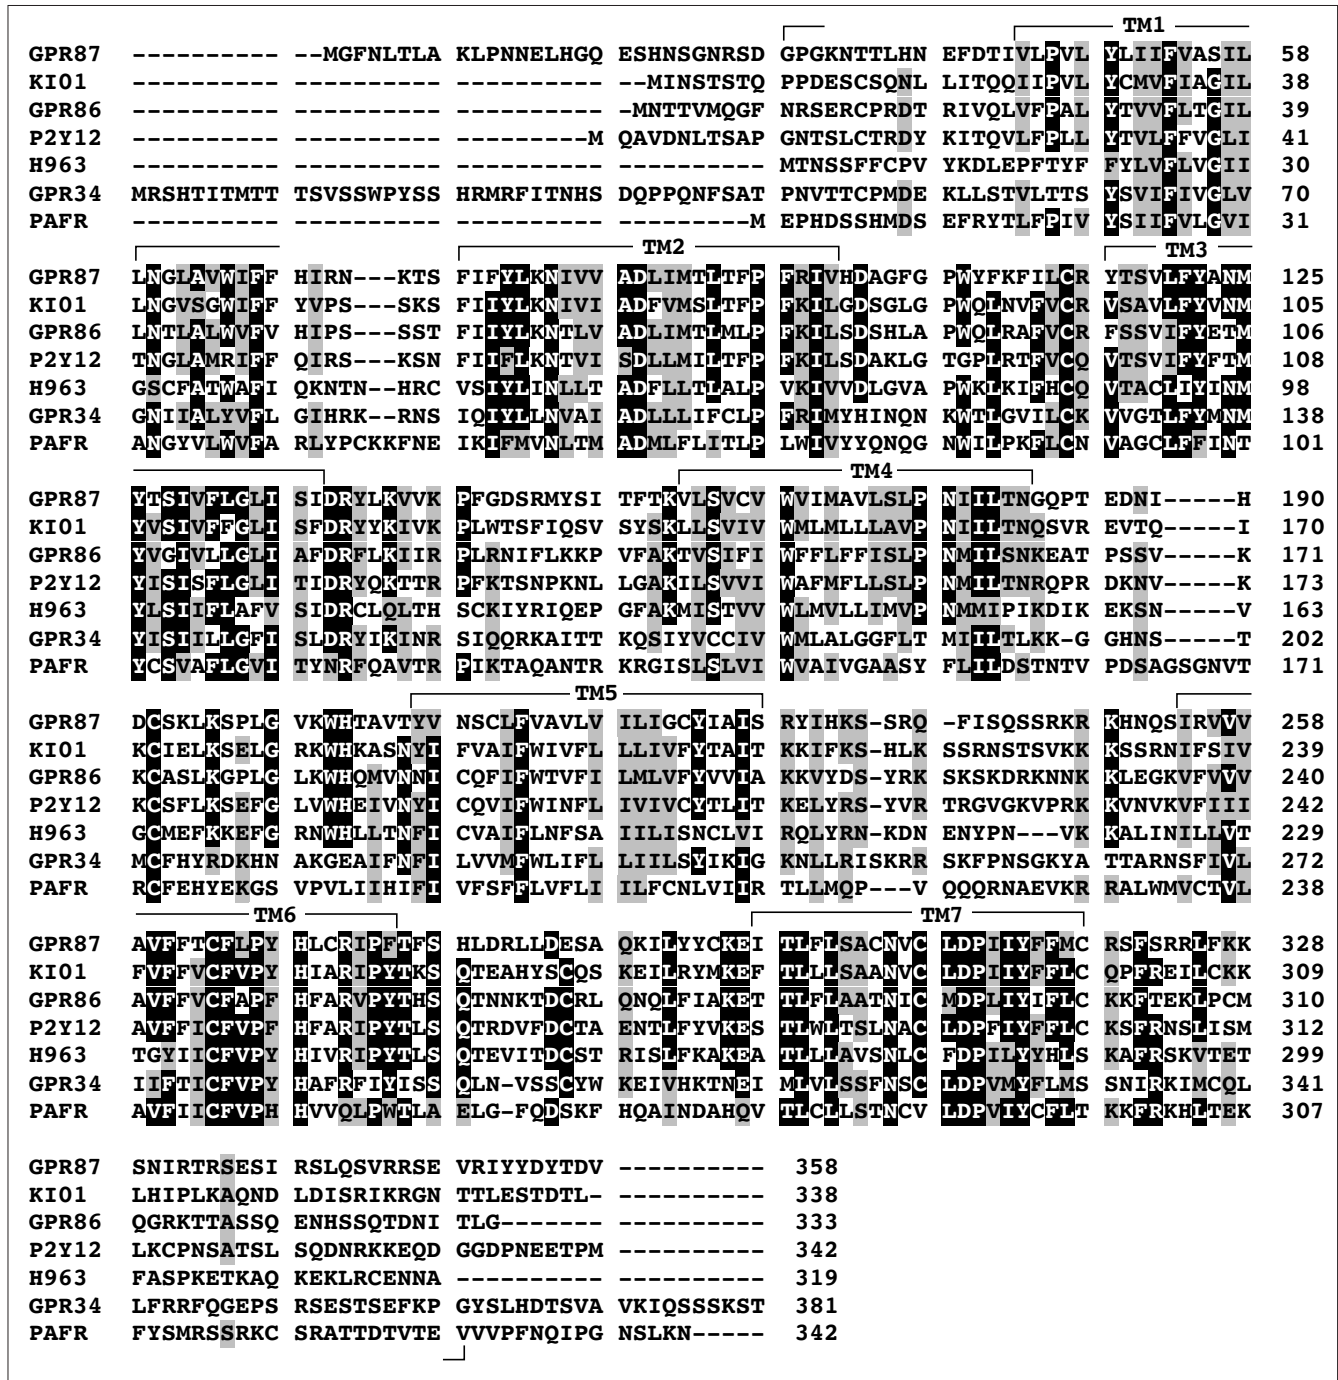 TM1
GPR87 ---------- --MGFNLTLA KLPNNELHGQ ESHNSGNRSD GPGKNTTLHN EFDTIVLPVL YLIIFVASIL 58
KI01 ---------- ---------- ---------- --MINSTSTQ PPDESCSQNL LITQQIIPVL YCMVFIAGIL 38
GPR86 ---------- ---------- ---------- -MNTTVMQGF NRSERCPRDT RIVQLVFPAL YTVVFLTGIL 39
P2Y12 ---------- ---------- ---------M QAVDNLTSAP GNTSLCTRDY KITQVLFPLL YTVLFFVGLI 41
H963 ---------- ---------- ---------- ---------- MTNSSFFCPV YKDLEPFTYF FYLVFLVGII 30
GPR34 MRSHTITMTT TSVSSWPYSS HRMRFITNHS DQPPQNFSAT PNVTTCPMDE KLLSTVLTTS YSVIFIVGLV 70
PAFR ---------- ---------- ---------- ---------M EPHDSSHMDS EFRYTLFPIV YSIIFVLGVI 31
TM2 TM3
GPR87 LNGLAVWIFF HIRN---KTS FIFYLKNIVV ADLIMTLTFP FRIVHDAGFG PWYFKFILCR YTSVLFYANM 125
KI01 LNGVSGWIFF YVPS---SKS FIIYLKNIVI ADFVMSLTFP FKILGDSGLG PWQLNVFVCR VSAVLFYVNM 105
GPR86 LNTLALWVFV HIPS---SST FIIYLKNTLV ADLIMTLMLP FKILSDSHLA PWQLRAFVCR FSSVIFYETM 106
P2Y12 TNGLAMRIFF QIRS---KSN FIIFLKNTVI SDLLMILTFP FKILSDAKLG TGPLRTFVCQ VTSVIFYFTM 108
H963 GSCFATWAFI QKNTN--HRC VSIYLINLLT ADFLLTLALP VKIVVDLGVA PWKLKIFHCQ VTACLIYINM 98
GPR34 GNIIALYVFL GIHRK--RNS IQIYLLNVAI ADLLLIFCLP FRIMYHINQN KWTLGVILCK VVGTLFYMNM 138
PAFR ANGYVLWVFA RLYPCKKFNE IKIFMVNLTM ADMLFLITLP LWIVYYQNQG NWILPKFLCN VAGCLFFINT 101
TM4
GPR87 YTSIVFLGLI SIDRYLKVVK PFGDSRMYSI TFTKVLSVCV WVIMAVLSLP NIILTNGQPT EDNI-----H 190
KI01 YVSIVFFGLI SFDRYYKIVK PLWTSFIQSV SYSKLLSVIV WMLMLLLAVP NIILTNQSVR EVTQ-----I 170
GPR86 YVGIVLLGLI AFDRFLKIIR PLRNIFLKKP VFAKTVSIFI WFFLFFISLP NMILSNKEAT PSSV-----K 171
P2Y12 YISISFLGLI TIDRYQKTTR PFKTSNPKNL LGAKILSVVI WAFMFLLSLP NMILTNRQPR DKNV-----K 173
H963 YLSIIFLAFV SIDRCLQLTH SCKIYRIQEP GFAKMISTVV WLMVLLIMVP NMMIPIKDIK EKSN-----V 163
GPR34 YISIILLGFI SLDRYIKINR SIQQRKAITT KQSIYVCCIV WMLALGGFLT MIILTLKK-G GHNS-----T 202
PAFR YCSVAFLGVI TYNRFQAVTR PIKTAQANTR KRGISLSLVI WVAIVGAASY FLILDSTNTV PDSAGSGNVT 171
TM5
GPR87 DCSKLKSPLG VKWHTAVTYV NSCLFVAVLV ILIGCYIAIS RYIHKS-SRQ -FISQSSRKR KHNQSIRVVV 258
KI01 KCIELKSELG RKWHKASNYI FVAIFWIVFL LLIVFYTAIT KKIFKS-HLK SSRNSTSVKK KSSRNIFSIV 239
GPR86 KCASLKGPLG LKWHQMVNNI CQFIFWTVFI LMLVFYVVIA KKVYDS-YRK SKSKDRKNNK KLEGKVFVVV 240
P2Y12 KCSFLKSEFG LVWHEIVNYI CQVIFWINFL IVIVCYTLIT KELYRS-YVR TRGVGKVPRK KVNVKVFIII 242
H963 GCMEFKKEFG RNWHLLTNFI CVAIFLNFSA IILISNCLVI RQLYRN-KDN ENYPN---VK KALINILLVT 229
GPR34 MCFHYRDKHN AKGEAIFNFI LVVMFWLIFL LIILSYIKIG KNLLRISKRR SKFPNSGKYA TTARNSFIVL 272
PAFR RCFEHYEKGS VPVLIIHIFI VFSFFLVFLI ILFCNLVIIR TLLMQP---V QQQRNAEVKR RALWMVCTVL 238
TM6 TM7
GPR87 AVFFTCFLPY HLCRIPFTFS HLDRLLDESA QKILYYCKEI TLFLSACNVC LDPIIYFFMC RSFSRRLFKK 328
KI01 FVFFVCFVPY HIARIPYTKS QTEAHYSCQS KEILRYMKEF TLLLSAANVC LDPIIYFFLC QPFREILCKK 309
GPR86 AVFFVCFAPF HFARVPYTHS QTNNKTDCRL QNQLFIAKET TLFLAATNIC MDPLIYIFLC KKFTEKLPCM 310
P2Y12 AVFFICFVPF HFARIPYTLS QTRDVFDCTA ENTLFYVKES TLWLTSLNAC LDPFIYFFLC KSFRNSLISM 312
H963 TGYIICFVPY HIVRIPYTLS QTEVITDCST RISLFKAKEA TLLLAVSNLC FDPILYYHLS KAFRSKVTET 299
GPR34 IIFTICFVPY HAFRFIYISS QLN-VSSCYW KEIVHKTNEI MLVLSSFNSC LDPVMYFLMS SNIRKIMCQL 341
PAFR AVFIICFVPH HVVQLPWTLA ELG-FQDSKF HQAINDAHQV TLCLLSTNCV LDPVIYCFLT KKFRKHLTEK 307
GPR87 SNIRTRSESI RSLQSVRRSE VRIYYDYTDV ---------- 358
KI01 LHIPLKAQND LDISRIKRGN TTLESTDTL- ---------- 338
GPR86 QGRKTTASSQ ENHSSQTDNI TLG------- ---------- 333
P2Y12 LKCPNSATSL SQDNRKKEQD GGDPNEETPM ---------- 342
H963 FASPKETKAQ KEKLRCENNA ---------- ---------- 319
GPR34 LFRRFQGEPS RSESTSEFKP GYSLHDTSVA VKIQSSSKST 381
PAFR FYSMRSSRKC SRATTDTVTE VVVPFNQIPG NSLKN----- 342